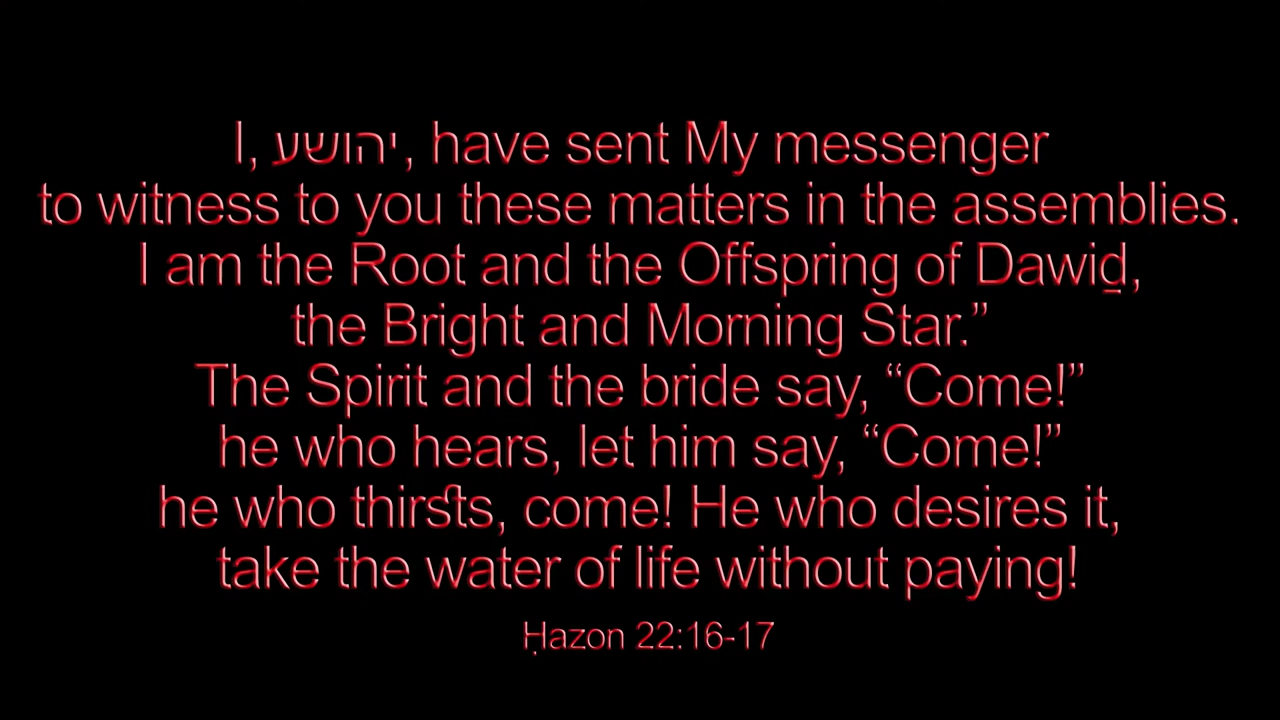 I, יהושע, have sent My messenger
to witness to you these matters in the assemblies.
I am the Root and the Offspring of Dawiḏ,
the Bright and Morning Star.”
The Spirit and the bride say, “Come!”
he who hears, let him say, “Come!”
he who thirsts, come! He who desires it,
take the water of life without paying!
Ḥazon 22:16-17